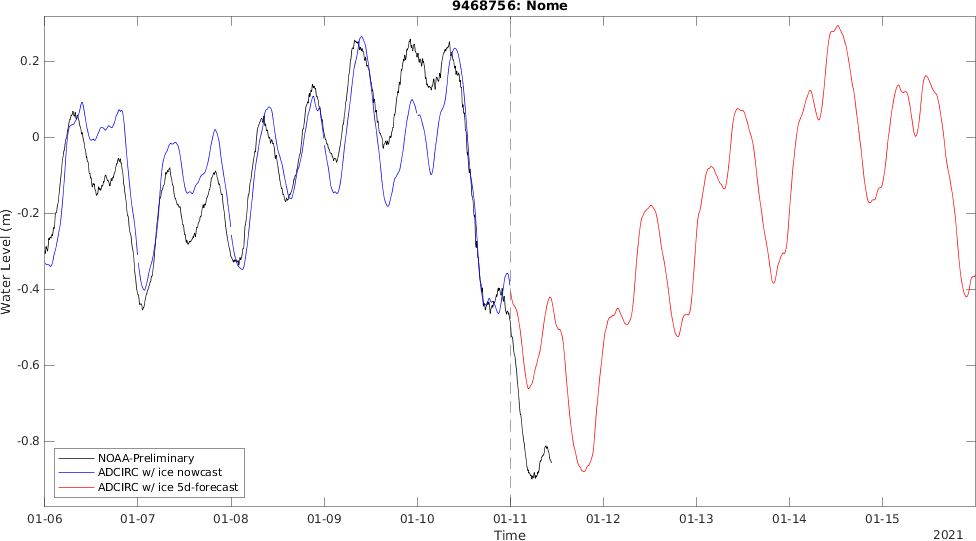 9468756: Nome
Water Level (m)
0.2
0
-0.2
-0.4
-0.6
-0.8
NOAA-Preliminary
ADCIRC w/ ice nowcast
ADCIRC w/ ice 5d-forecast
01-06 01-07 01-08 01-09 01-10 01-11 01-12 01-13 01-14 01-15
Time
2021